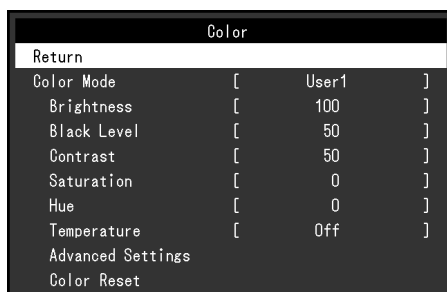 Color
Return
Color Mode [ User1 ]
Brightness [ 100 ]
Black Level [ 50 ]
Contrast [ 50 ]
Saturation [ 0 ]
Hue [ 0 ]
Temperature [ Off ]
Advanced Settings
Color Reset